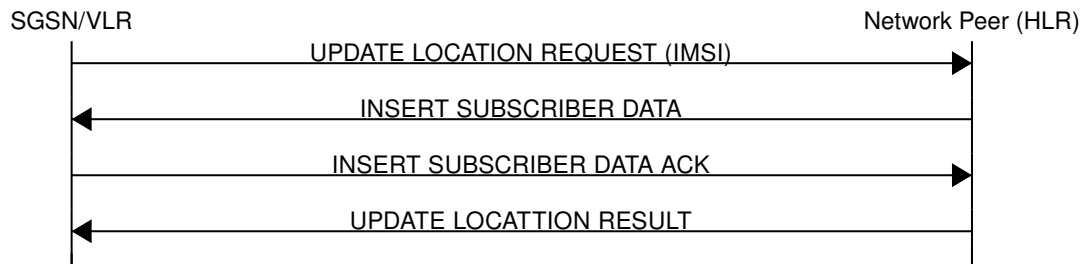 SGSN/VLR Network Peer (HLR)
UPDATE LOCATION REQUEST (IMSI)
INSERT SUBSCRIBER DATA
INSERT SUBSCRIBER DATA ACK
UPDATE LOCATTION RESULT